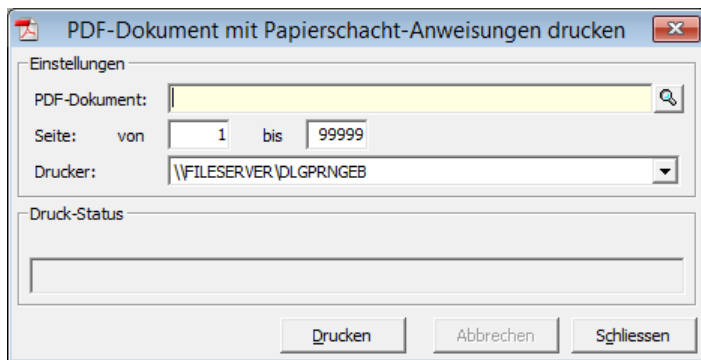 PDF-Dokument mit Papierschacht-Anweisungen drucken
Einstellungen
PDF-Dokument:
Seite: von 1 bis 99999
Drucker: \\FILESERVER\DLGPRNGEB
Druck-Status
Drucken Abbrechen Schliessen